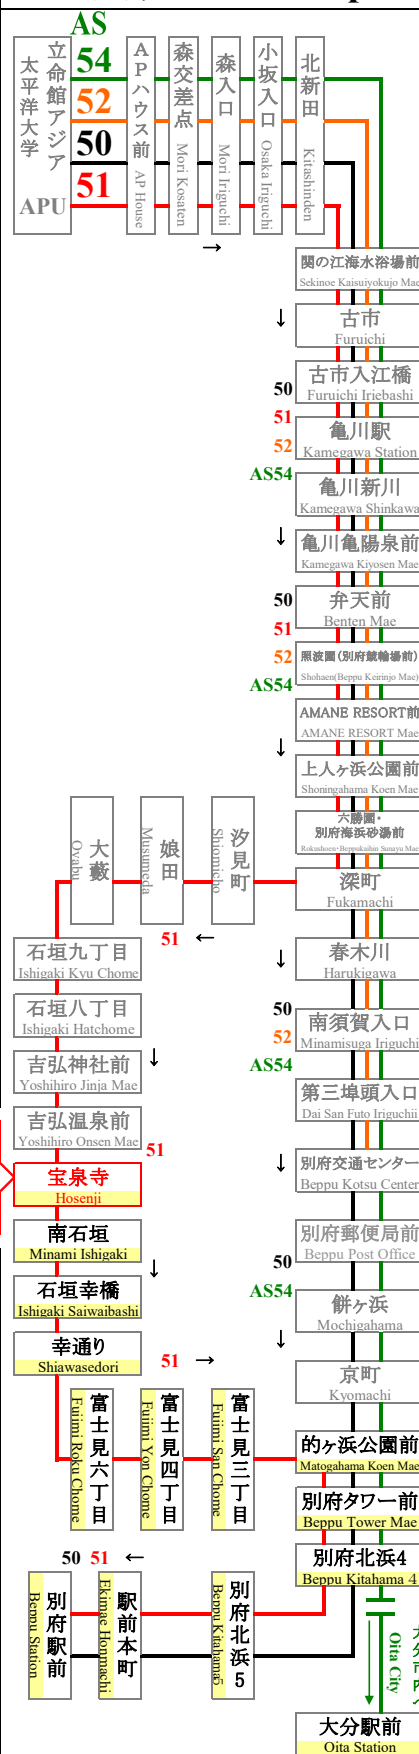 AS
54
52
50
51
立命館アジア
太平洋大学
APU
APハウス前
AP House
森交差点
Mori Kosaten
森入口
Mori Iriguchi
小坂入口
Osaka Iriguchi
北新田
Kitashinden
→
関の江海水浴場前
Sekinoe Kaisuiyokujo Mae
↓
古市
Furuichi
古市入江橋
Furuichi Iriebashi
50
51
52
AS54
亀川駅
Kamegawa Station
亀川新川
Kamegawa Shinkawa
↓
亀川亀陽泉前
Kamegawa Kiyosen Mae
弁天前
Benten Mae
50
51
52
AS54
照波園(別府競輪場前)
Shohaen(Beppu Keirinjo Mae)
AMANE RESORT前
AMANE RESORT Mae
↓
上人ヶ浜公園前
Shoningahama Koen Mae
六勝園・
別府海浜砂湯前
Rokushoen・Beppukaihin Sunayu Mae
深町
Fukamachi
汐見町
Shiomicho
娘田
Musumeda
大藪
Oyabu
51 ←
石垣九丁目
Ishigaki Kyu Chome
石垣八丁目
Ishigaki Hatchome
吉弘神社前
Yoshihiro Jinja Mae
↓
吉弘温泉前
Yoshihiro Onsen Mae
51
宝泉寺
Hosenji
南石垣
Minami Ishigaki
石垣幸橋
Ishigaki Saiwaibashi
↓
幸通り
Shiawasedori
51 →
富士見六丁目
Fujimi Roku Chome
富士見四丁目
Fujimi Yon Chome
富士見三丁目
Fujimi San Chome
↓
春木川
Harukigawa
50
52
AS54
南須賀入口
Minamisuga Iriguchi
第三埠頭入口
Dai San Futo Iriguchii
↓
別府交通センター
Beppu Kotsu Center
別府郵便局前
Beppu Post Office
50
AS54
餅ヶ浜
Mochigahama
↓
京町
Kyomachi
的ヶ浜公園前
Matogahama Koen Mae
別府タワー前
Beppu Tower Mae
別府北浜4
Beppu Kitahama 4
50 51 ←
別府北浜5
Beppu Kitahama5
駅前本町
Ekimae Honmachi
別府駅前
Beppu Station
大分市内へ
Oita City
大分駅前
Oita Station